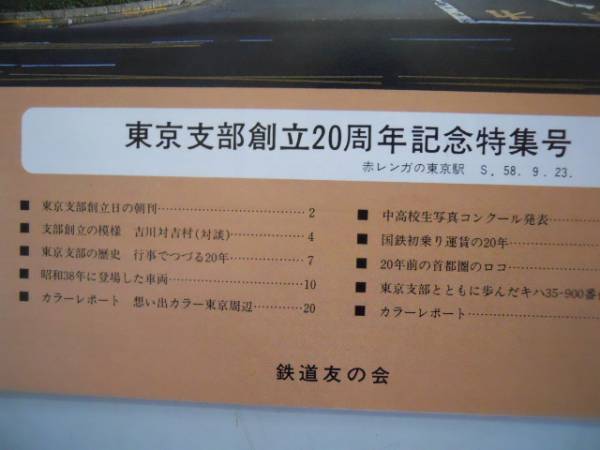 東京支部創立20周年記念特集号
赤レンガの東京駅 S. 58. 9. 23.
■ 東京支部創立日の朝刊…………………………… 2
■ 支部創立の模様 吉川対吉村(対談)…………… 4
■ 東京支部の歴史 行事でつづる20年…………… 7
■ 昭和38年に登場した車両………………………10
■ カラーレポート 想い出カラー東京周辺…………20
■ 中高校生写真コンクール発表…………
■ 国鉄初乗り運賃の20年…………………
■ 20年前の首都圏のロコ…………………
■ 東京支部とともに歩んだキハ35-900番
■ カラーレポート…………………………
鉄道友の会